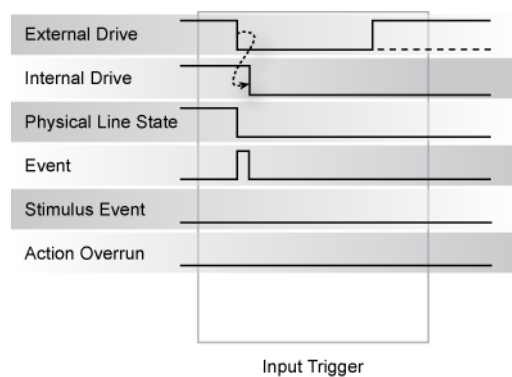 External Drive
Internal Drive
Physical Line State
Event
Stimulus Event
Action Overrun
Input Trigger